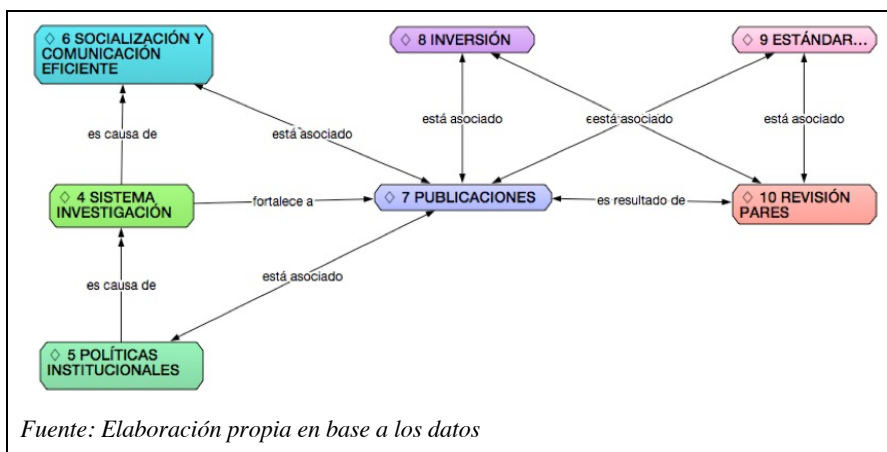 ◇ 6 SOCIALIZACIÓN Y
COMUNICACIÓN
EFICIENTE
◇ 8 INVERSIÓN
◇ 9 ESTÁNDAR...
es causa de
está asociado
está asociado
está asociado
está asociado
◇ 4 SISTEMA
INVESTIGACIÓN
fortalece a
◇ 7 PUBLICACIONES
es resultado de
◇ 10 REVISIÓN
PARES
es causa de
está asociado
◇ 5 POLÍTICAS
INSTITUCIONALES
Fuente: Elaboración propia en base a los datos